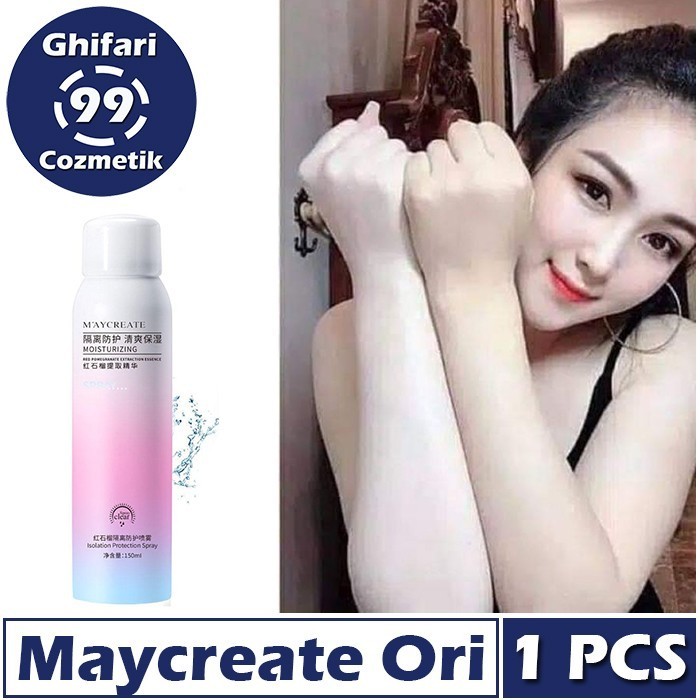 Ghifari
99
Cozmetik
MAYCREATE
隔离防护 清爽保湿
MOISTURIZING
RED POMEGRANATE EXTRACTION ESSENCE
红石榴提取精华
clear
红石榴隔离防护喷雾
Isolation Protection Spray
净含量:150ml
Maycreate Ori
1 PCS